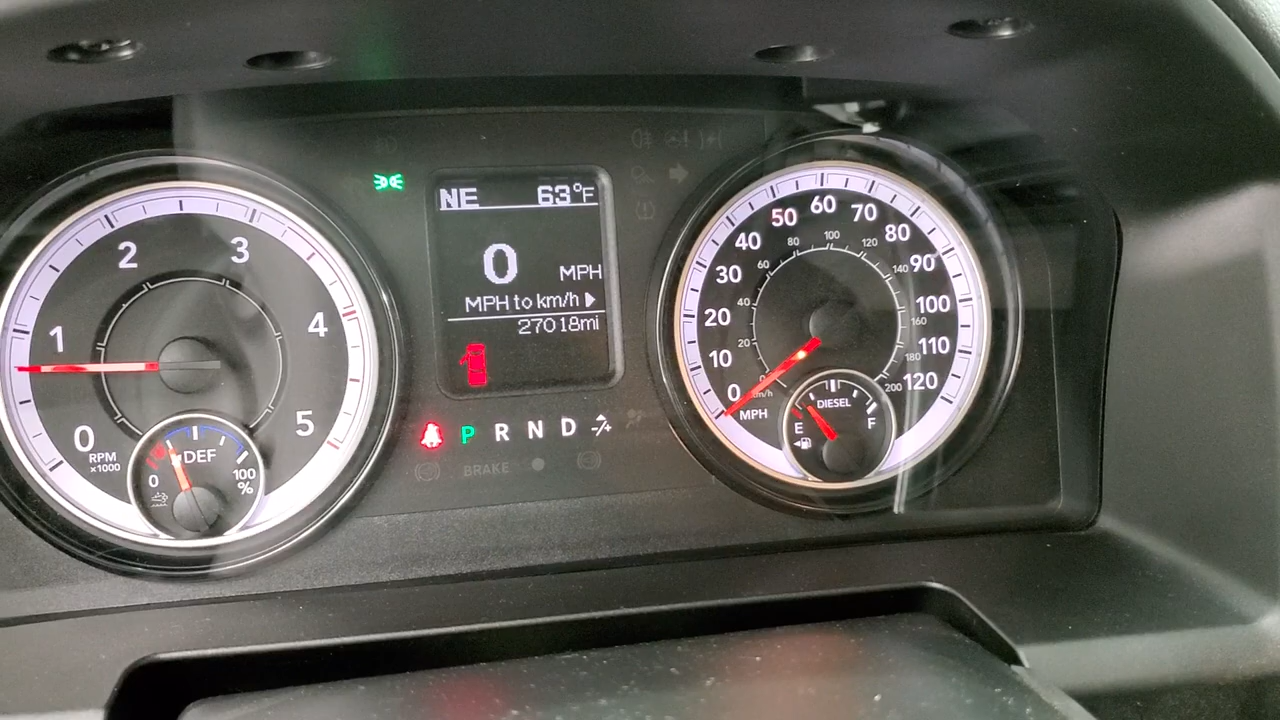 NE 63°F
0 MPH
MPH to km/h
27018mi
P R N D
BRAKE
0 1 2 3 4 5
RPM
x1000
DEF
0 100
%
0 10 20 30 40 50 60 70 80 90 100 110 120
MPH
0 20 40 60 80 100 120 140 160 180 200
km/h
DIESEL
E F